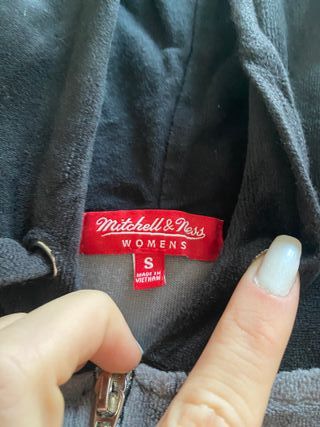 Mitchell & Ness
WOMENS
S
MADE IN
VIETNAM